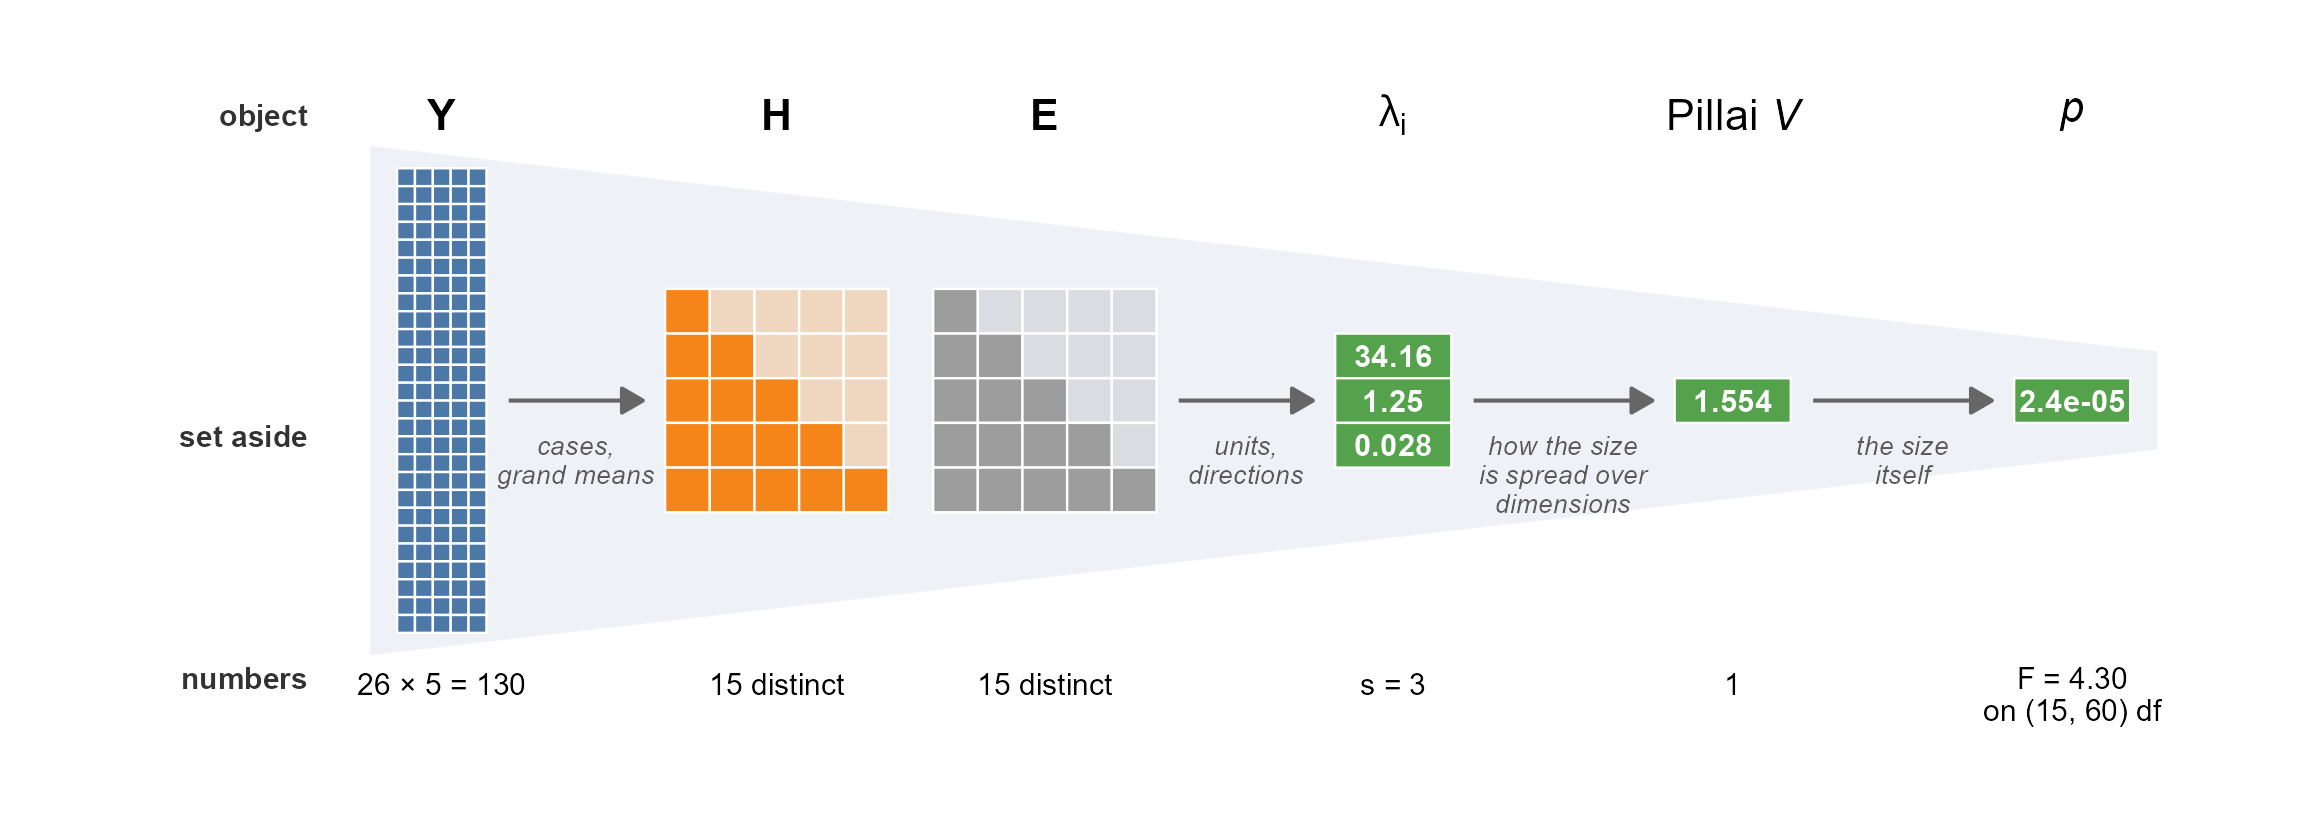 object
Y
H
E
λi
Pillai V
p
set aside
cases,
grand means
units,
directions
34.16
1.25
0.028
how the size
is spread over
dimensions
1.554
the size
itself
2.4e-05
numbers
26 × 5 = 130
15 distinct
15 distinct
s = 3
1
F = 4.30
on (15, 60) df